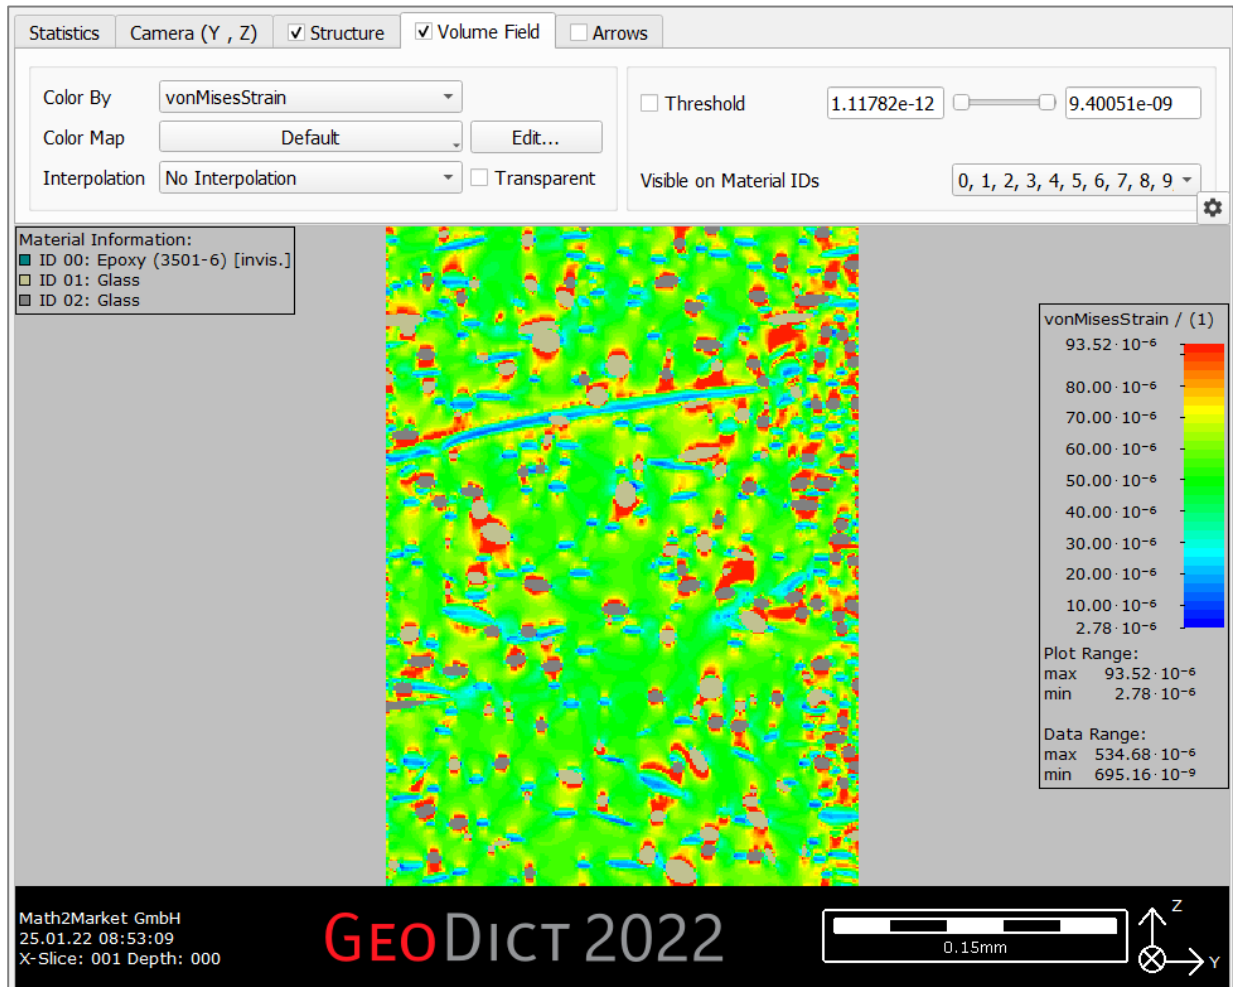 Statistics Camera (Y , Z) Structure Volume Field Arrows
Color By vonMisesStrain
Color Map Default Edit...
Interpolation No Interpolation Transparent
Threshold 1.11782e-12 9.40051e-09
Visible on Material IDs 0, 1, 2, 3, 4, 5, 6, 7, 8, 9,
Material Information:
ID 00: Epoxy (3501-6) [invis.]
ID 01: Glass
ID 02: Glass
vonMisesStrain / (1)
93.52·10⁻⁶
80.00·10⁻⁶
70.00·10⁻⁶
60.00·10⁻⁶
50.00·10⁻⁶
40.00·10⁻⁶
30.00·10⁻⁶
20.00·10⁻⁶
10.00·10⁻⁶
2.78·10⁻⁶
Plot Range:
max 93.52·10⁻⁶
min 2.78·10⁻⁶
Data Range:
max 534.68·10⁻⁶
min 695.16·10⁻⁹
Math2Market GmbH
25.01.22 08:53:09
X-Slice: 001 Depth: 000
GEODICT 2022
0.15mm
Z
Y